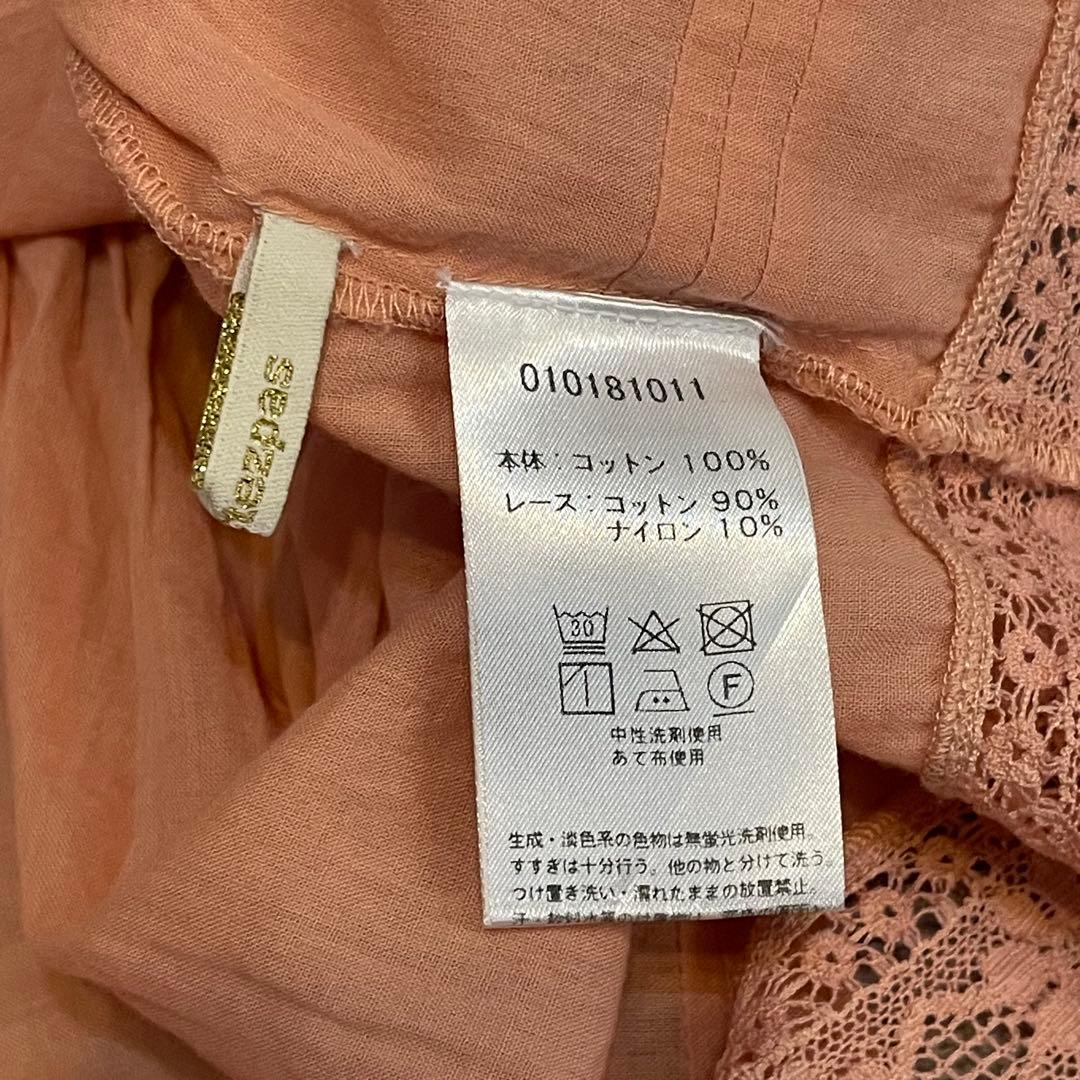 010181011
本体：コットン 100%
レース：コットン 90%
ナイロン 10%
30
F
中性洗剤使用
あて布使用
生成・淡色系の色物は無蛍光洗剤使用。
すすぎは十分行う。他の物と分けて洗う。
つけ置き洗い・濡れたままの放置禁止。